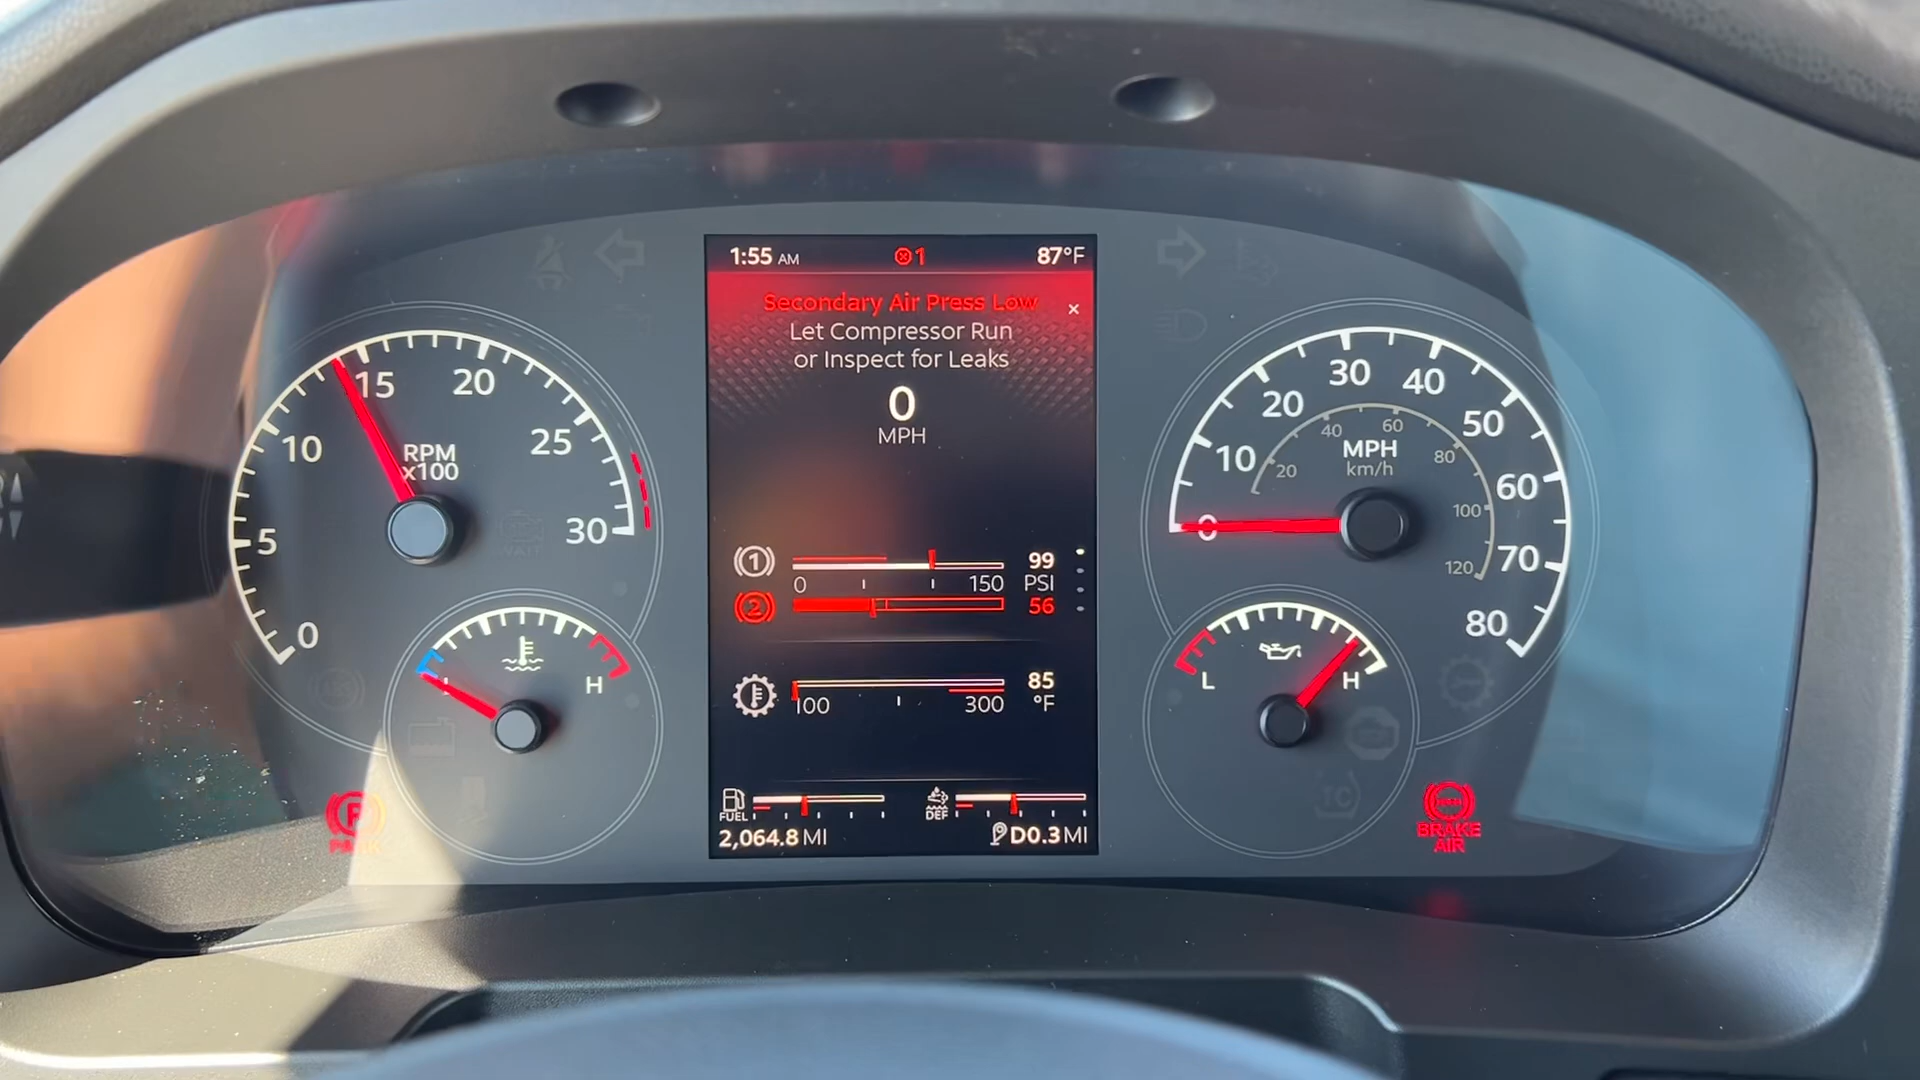 1:55 AM
1
87°F
Secondary Air Press Low
×
Let Compressor Run
or Inspect for Leaks
0
MPH
1
99
0
150
PSI
2
56
85
100
300
°F
FUEL
DEF
2,064.8 MI
D0.3 MI
0
5
10
15
20
25
30
RPM
x100
H
P
PARK
0
10
20
30
40
50
60
70
80
MPH
km/h
20
40
60
80
100
120
L
H
BRAKE
AIR